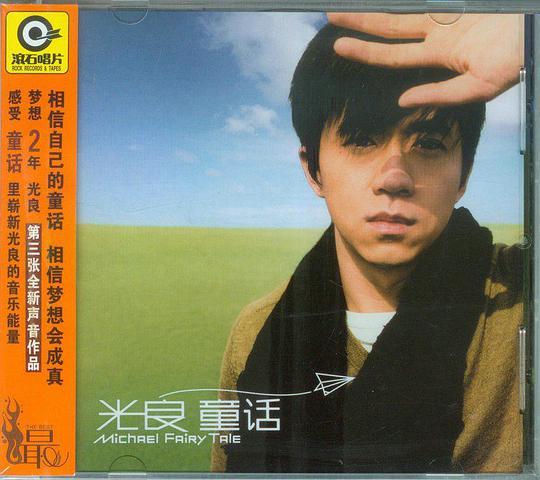 滚石唱片
ROCK RECORDS & TAPES
相信自己的童话 相信梦想会成真
梦想2年 光良 第三张全新声音作品
感受 童话 里崭新光良的音乐能量
THE BEAT
最
光良 童话
Michael Fairy Tale